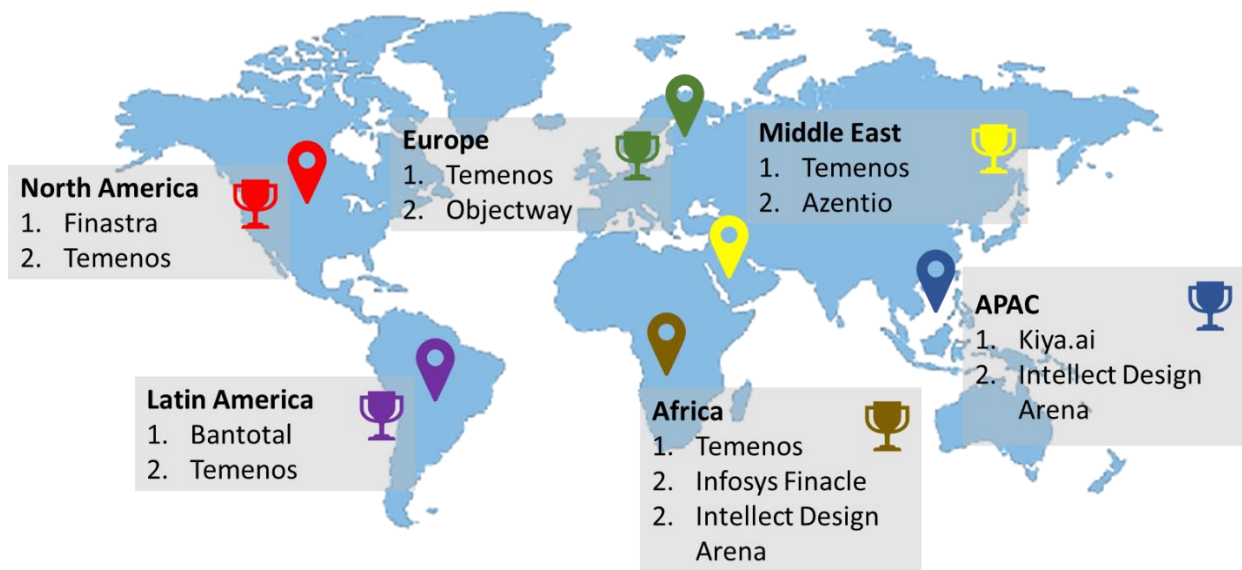 North America
1. Finastra
2. Temenos
Europe
1. Temenos
2. Objectway
Middle East
1. Temenos
2. Azentio
Latin America
1. Bantotal
2. Temenos
Africa
1. Temenos
2. Infosys Finacle
2. Intellect Design
Arena
APAC
1. Kiya.ai
2. Intellect Design
Arena